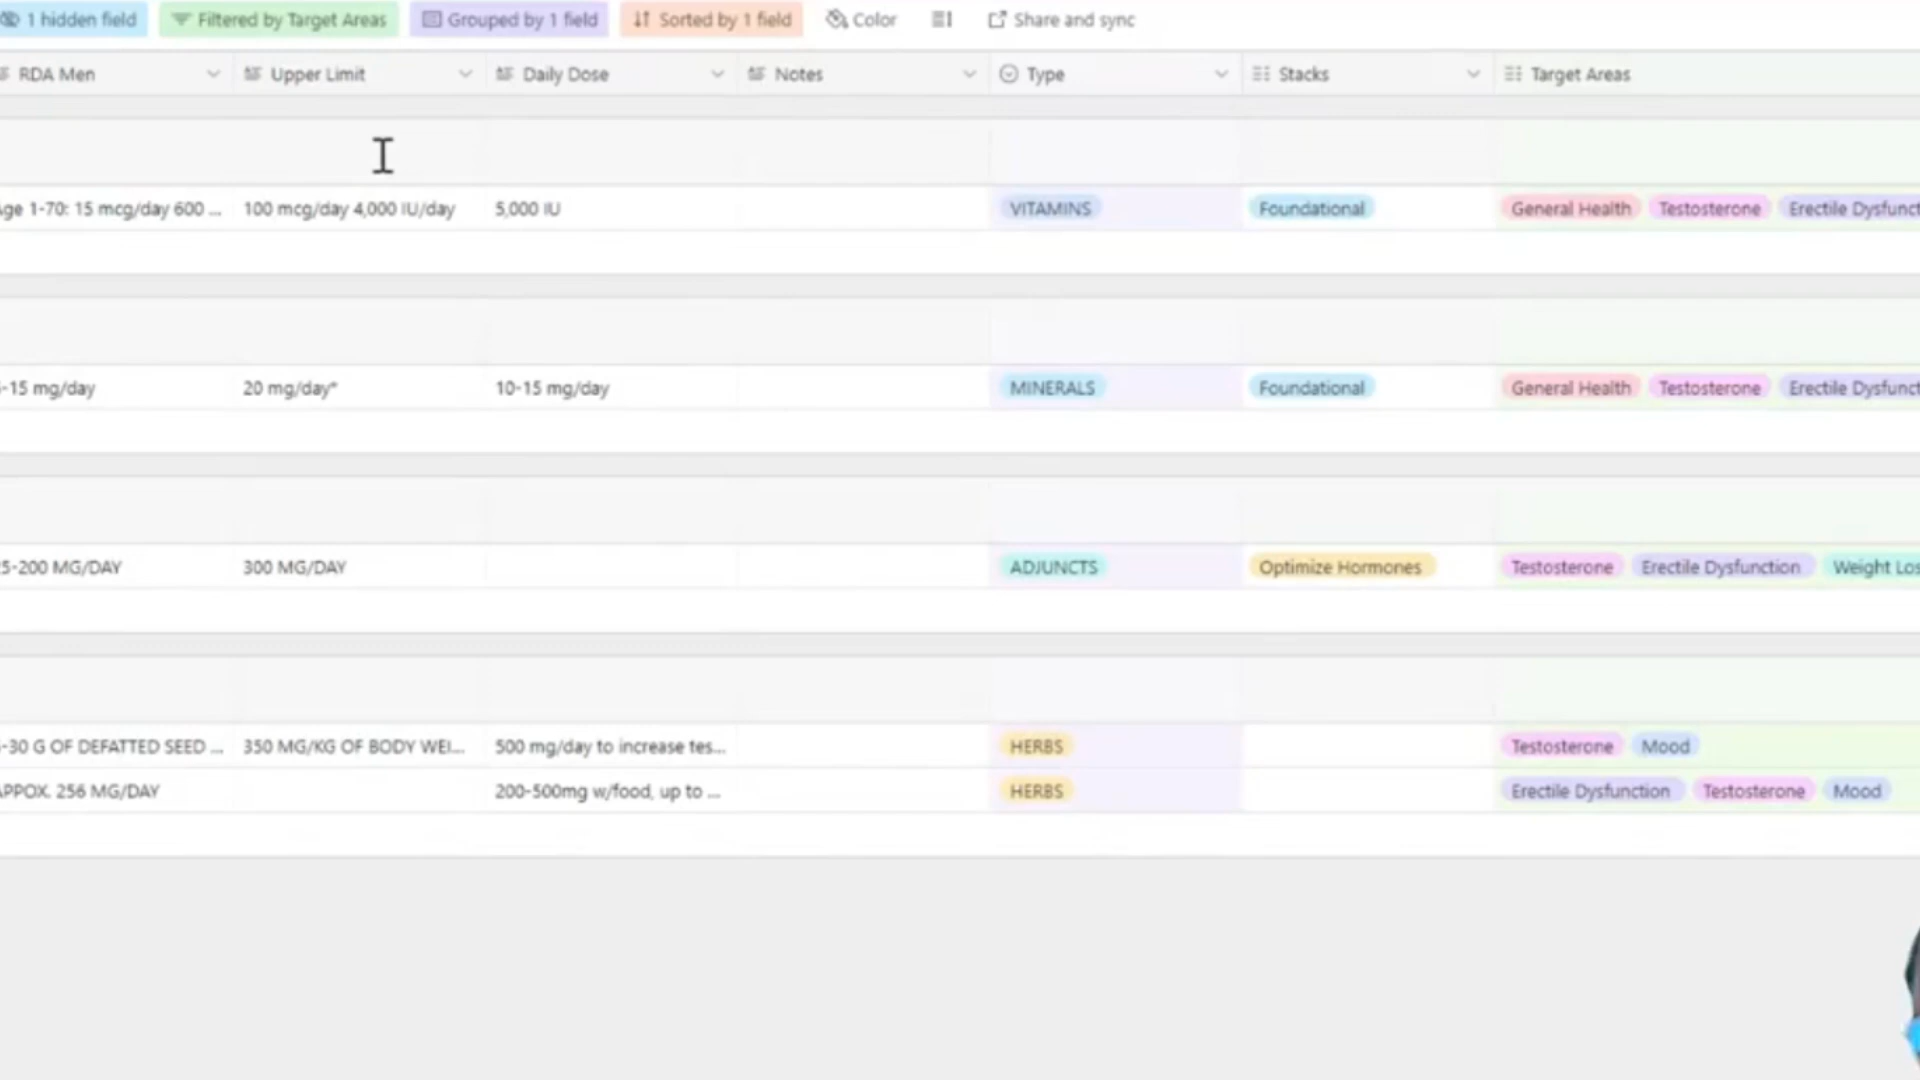 1 hidden field Filtered by Target Areas Grouped by 1 field Sorted by 1 field Color Share and sync
RDA Men Upper Limit Daily Dose Notes Type Stacks Target Areas
Age 1-70: 15 mcg/day 600 ... 100 mcg/day 4,000 IU/day 5,000 IU VITAMINS Foundational General Health Testosterone Erectile Dysfunct
-15 mg/day 20 mg/day* 10-15 mg/day MINERALS Foundational General Health Testosterone Erectile Dysfunct
5-200 MG/DAY 300 MG/DAY ADJUNCTS Optimize Hormones Testosterone Erectile Dysfunction Weight Los
-30 G OF DEFATTED SEED ... 350 MG/KG OF BODY WEI... 500 mg/day to increase tes... HERBS Testosterone Mood
APPOX. 256 MG/DAY 200-500mg w/food, up to ... HERBS Erectile Dysfunction Testosterone Mood